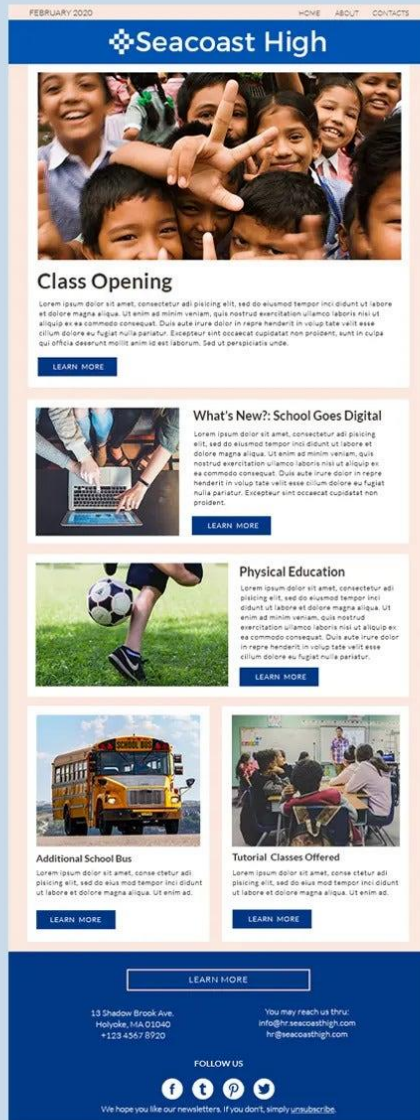 FEBRUARY 2020
HOME ABOUT CONTACTS
Seacoast High
Class Opening
Lorem ipsum dolor sit amet, consectetur adi pisicing elit, sed do eiusmod tempor inci didunt ut labore
et dolore magna aliqua. Ut enim ad minim veniam, quis nostrud exercitation ullamco laboris nisi ut
aliquip ex ea commodo consequat. Duis aute irure dolor in repre henderit in volup tate velit esse
cillum dolore eu fugiat nulla pariatur. Excepteur sint occaecat cupidatat non proident, sunt in culpa
qui officia deserunt mollit anim id est laborum. Sed ut perspiciatis unde.
LEARN MORE
What's New?: School Goes Digital
Lorem ipsum dolor sit amet, consectetur adi pisicing
elit, sed do eiusmod tempor inci didunt ut labore et
dolore magna aliqua. Ut enim ad minim veniam, quis
nostrud exercitation ullamco laboris nisi ut aliquip ex
ea commodo consequat. Duis aute irure dolor in repre
henderit in volup tate velit esse cillum dolore eu fugiat
nulla pariatur. Excepteur sint occaecat cupidatat non
proident.
LEARN MORE
Physical Education
Lorem ipsum dolor sit amet, consectetur adi
pisicing elit, sed do eiusmod tempor inci
didunt ut labore et dolore magna aliqua. Ut
enim ad minim veniam, quis nostrud
exercitation ullamco laboris nisi ut aliquip ex
ea commodo consequat. Duis aute irure dolor
in repre henderit in volup tate velit esse
cillum dolore eu fugiat nulla pariatur.
LEARN MORE
SCHOOL BUS
Additional School Bus
Lorem ipsum dolor sit amet, conse ctetur adi
pisicing elit, sed do eius mod tempor inci didunt
ut labore et dolore magna aliqua. Ut enim ad.
LEARN MORE
Tutorial Classes Offered
Lorem ipsum dolor sit amet, conse ctetur adi
pisicing elit, sed do eius mod tempor inci didunt
ut labore et dolore magna aliqua. Ut enim ad.
LEARN MORE
LEARN MORE
13 Shadow Brook Ave.
Holyoke, MA 01040
+123 4567 8920
You may reach us thru:
info@hr.seacoasthigh.com
hr@seacoasthigh.com
FOLLOW US
We hope you like our newsletters. If you don't, simply unsubscribe.